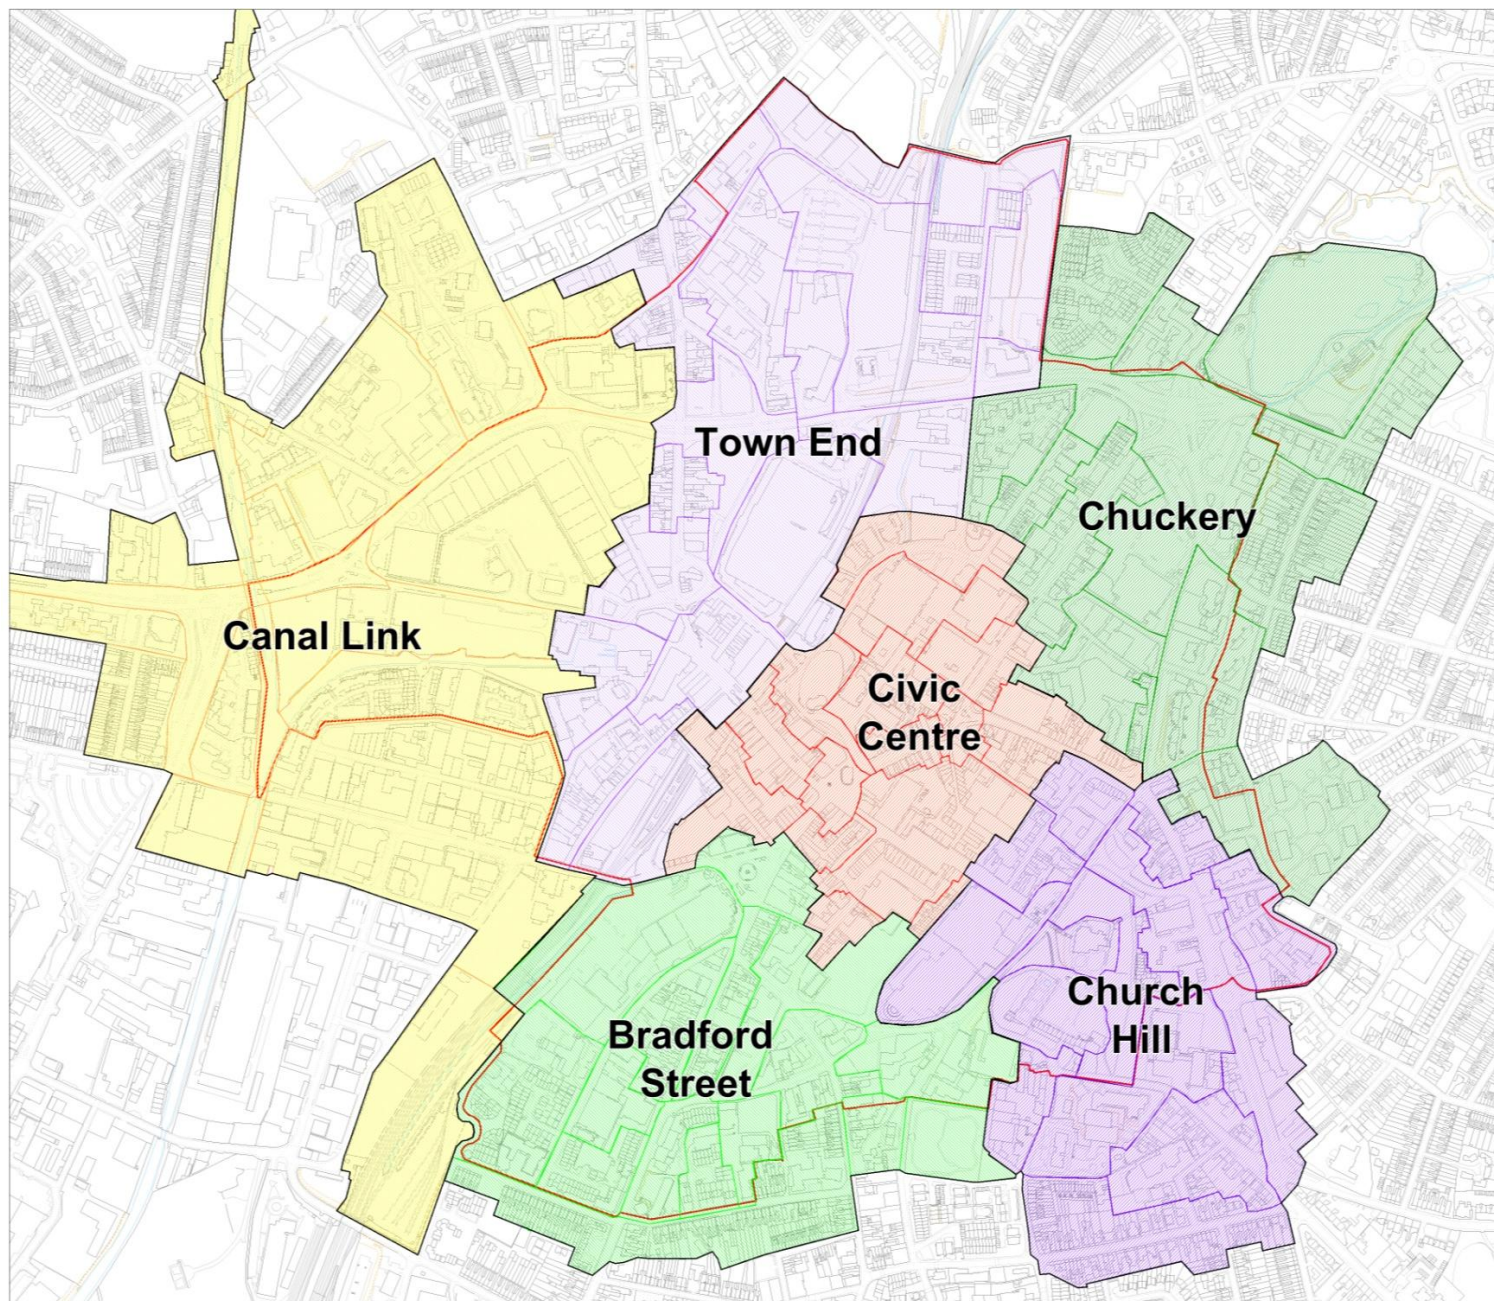 Town End
Chuckery
Canal Link
Civic
Centre
Church
Hill
Bradford
Street